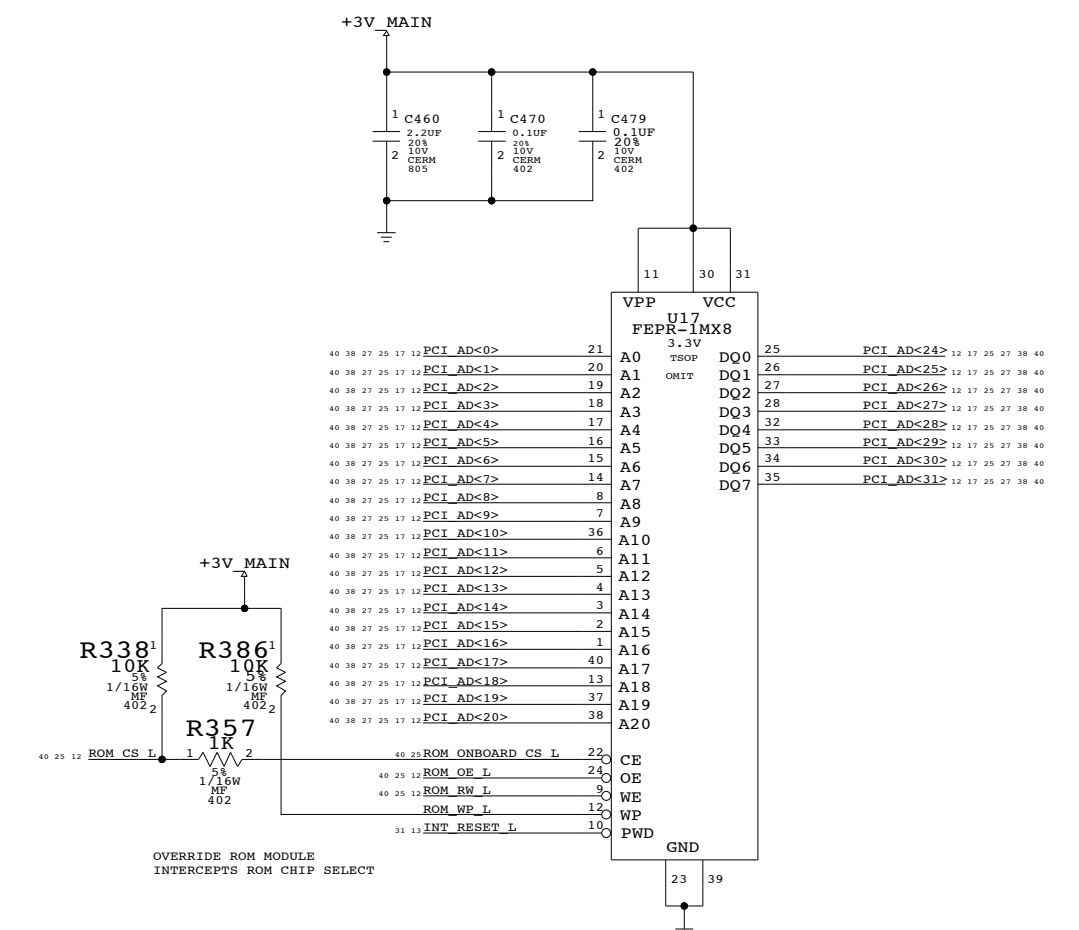 +3V_MAIN
1 C460
2.2UF
20%
10V
2 CERM
805
1 C470
0.1UF
20%
10V
2 CERM
402
1 C479
0.1UF
20%
10V
2 CERM
402
11 30 31
VPP VCC
U17
FEPR-1MX8
3.3V
TSOP
OMIT
40 38 27 25 17 12 PCI_AD<0> 21 A0 DQ0 25 PCI_AD<24> 12 17 25 27 38 40
40 38 27 25 17 12 PCI_AD<1> 20 A1 DQ1 26 PCI_AD<25> 12 17 25 27 38 40
40 38 27 25 17 12 PCI_AD<2> 19 A2 DQ2 27 PCI_AD<26> 12 17 25 27 38 40
40 38 27 25 17 12 PCI_AD<3> 18 A3 DQ3 28 PCI_AD<27> 12 17 25 27 38 40
40 38 27 25 17 12 PCI_AD<4> 17 A4 DQ4 32 PCI_AD<28> 12 17 25 27 38 40
40 38 27 25 17 12 PCI_AD<5> 16 A5 DQ5 33 PCI_AD<29> 12 17 25 27 38 40
40 38 27 25 17 12 PCI_AD<6> 15 A6 DQ6 34 PCI_AD<30> 12 17 25 27 38 40
40 38 27 25 17 12 PCI_AD<7> 14 A7 DQ7 35 PCI_AD<31> 12 17 25 27 38 40
40 38 27 25 17 12 PCI_AD<8> 8 A8
40 38 27 25 17 12 PCI_AD<9> 7 A9
40 38 27 25 17 12 PCI_AD<10> 36 A10
40 38 27 25 17 12 PCI_AD<11> 6 A11
40 38 27 25 17 12 PCI_AD<12> 5 A12
40 38 27 25 17 12 PCI_AD<13> 4 A13
40 38 27 25 17 12 PCI_AD<14> 3 A14
40 38 27 25 17 12 PCI_AD<15> 2 A15
40 38 27 25 17 12 PCI_AD<16> 1 A16
40 38 27 25 17 12 PCI_AD<17> 40 A17
40 38 27 25 17 12 PCI_AD<18> 13 A18
40 38 27 25 17 12 PCI_AD<19> 37 A19
40 38 27 25 17 12 PCI_AD<20> 38 A20
+3V_MAIN
R338 1
10K
5%
1/16W
MF
402 2
R386 1
10K
5%
1/16W
MF
402 2
R357
1K
40 25 12 ROM_CS_L 1 2 40 25 ROM_ONBOARD_CS_L 22 CE
5%
1/16W
MF
402
40 25 12 ROM_OE_L 24 OE
40 25 12 ROM_RW_L 9 WE
ROM_WP_L 12 WP
31 13 INT_RESET_L 10 PWD
GND
23 39
OVERRIDE ROM MODULE
INTERCEPTS ROM CHIP SELECT